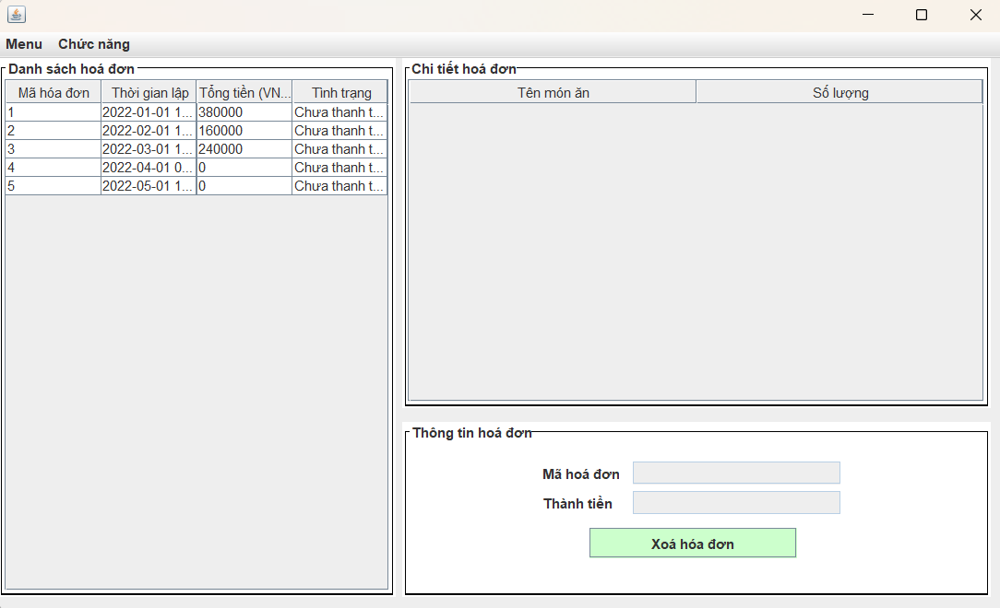 Menu Chức năng
Danh sách hoá đơn
Mã hóa đơn Thời gian lập Tổng tiền (VN... Tình trạng
1 2022-01-01 1... 380000 Chưa thanh t...
2 2022-02-01 1... 160000 Chưa thanh t...
3 2022-03-01 1... 240000 Chưa thanh t...
4 2022-04-01 0... 0 Chưa thanh t...
5 2022-05-01 1... 0 Chưa thanh t...
Chi tiết hoá đơn
Tên món ăn Số lượng
Thông tin hoá đơn
Mã hoá đơn
Thành tiền
Xoá hóa đơn